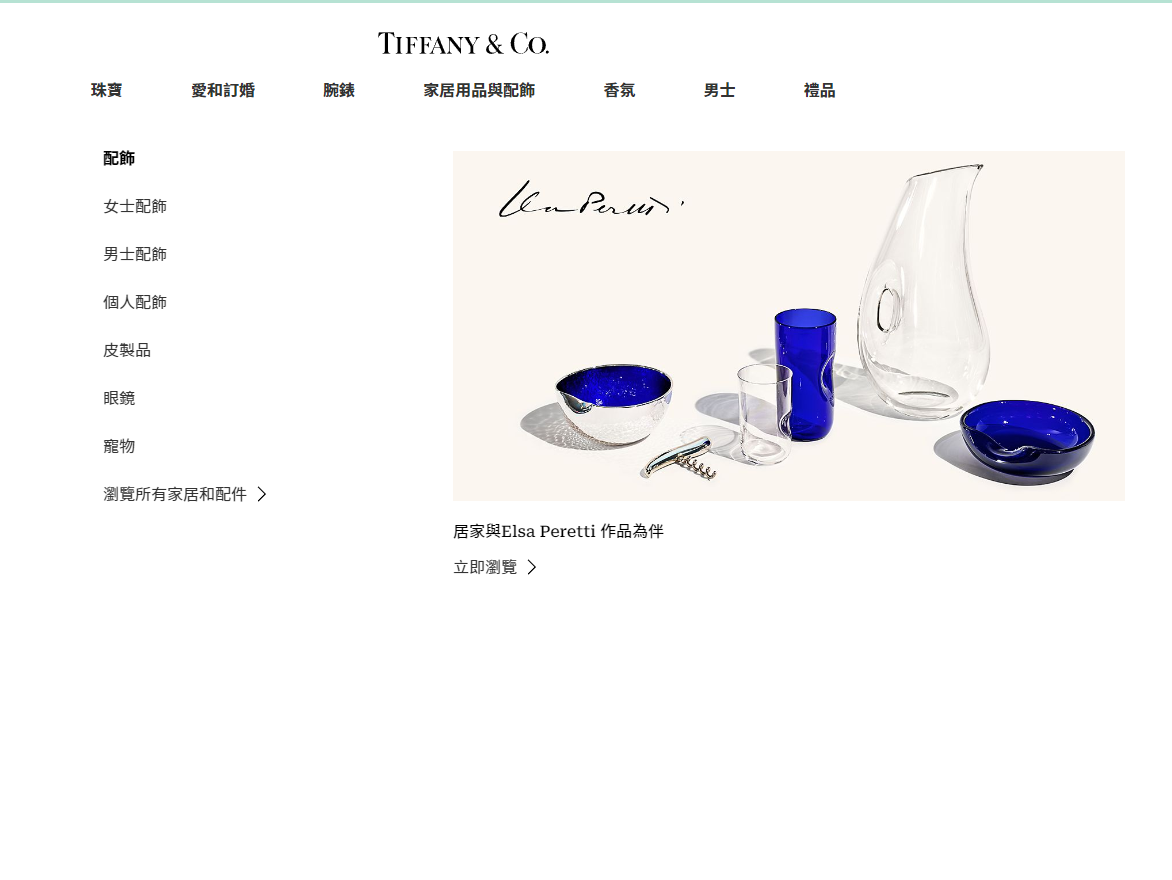 TIFFANY & CO.
珠寶 愛和訂婚 腕錶 家居用品與配飾 香氛 男士 禮品
配飾
女士配飾
男士配飾
個人配飾
皮製品
眼鏡
寵物
瀏覽所有家居和配件
Elsa Peretti
居家與Elsa Peretti 作品為伴
立即瀏覽